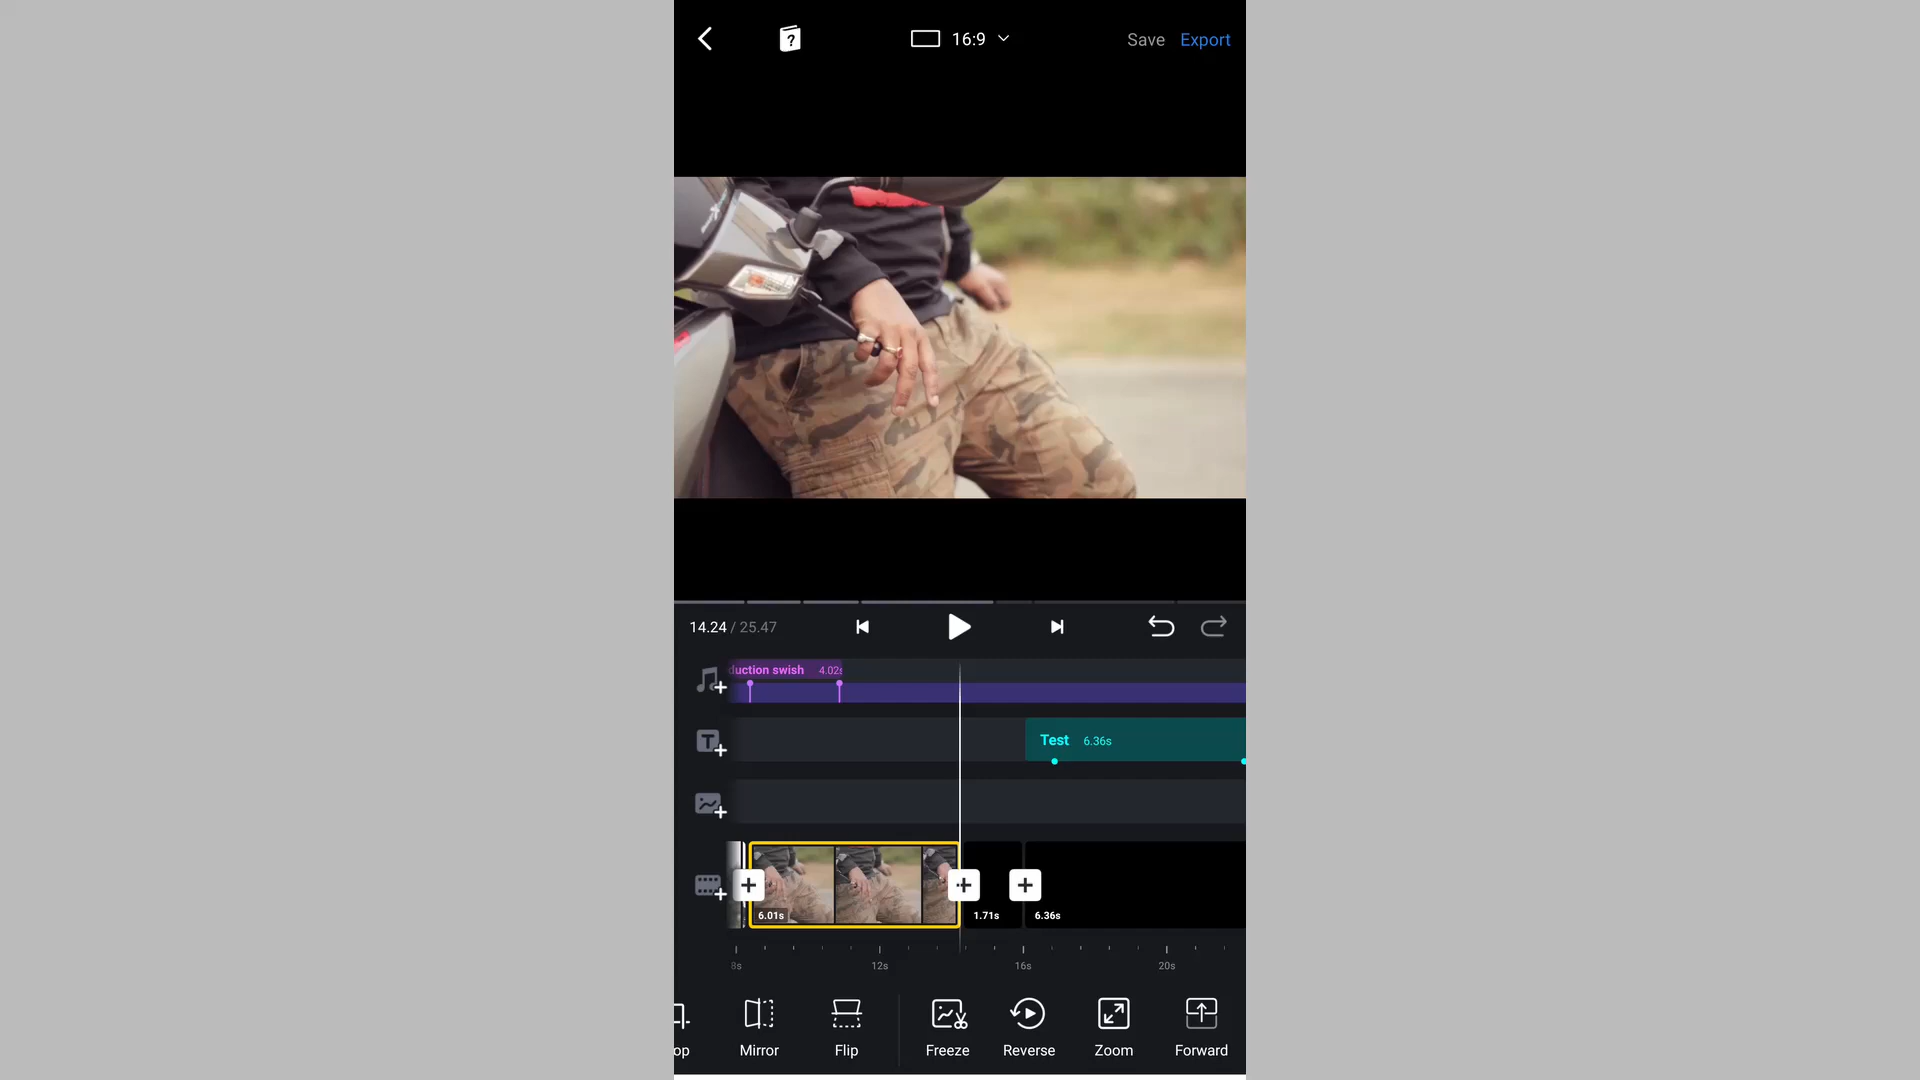 16:9
Save Export
14.24 / 25.47
duction swish 4.02s
Test 6.36s
6.01s
1.71s
6.36s
8s 12s 16s 20s
op Mirror Flip Freeze Reverse Zoom Forward